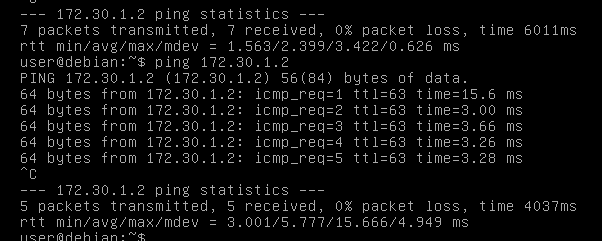 --- 172.30.1.2 ping statistics ---
7 packets transmitted, 7 received, 0% packet loss, time 6011ms
rtt min/avg/max/mdev = 1.563/2.399/3.422/0.626 ms
user@debian:~$ ping 172.30.1.2
PING 172.30.1.2 (172.30.1.2) 56(84) bytes of data.
64 bytes from 172.30.1.2: icmp_req=1 ttl=63 time=15.6 ms
64 bytes from 172.30.1.2: icmp_req=2 ttl=63 time=3.00 ms
64 bytes from 172.30.1.2: icmp_req=3 ttl=63 time=3.66 ms
64 bytes from 172.30.1.2: icmp_req=4 ttl=63 time=3.26 ms
64 bytes from 172.30.1.2: icmp_req=5 ttl=63 time=3.28 ms
^C
--- 172.30.1.2 ping statistics ---
5 packets transmitted, 5 received, 0% packet loss, time 4037ms
rtt min/avg/max/mdev = 3.001/5.777/15.666/4.949 ms
user@debian:~$